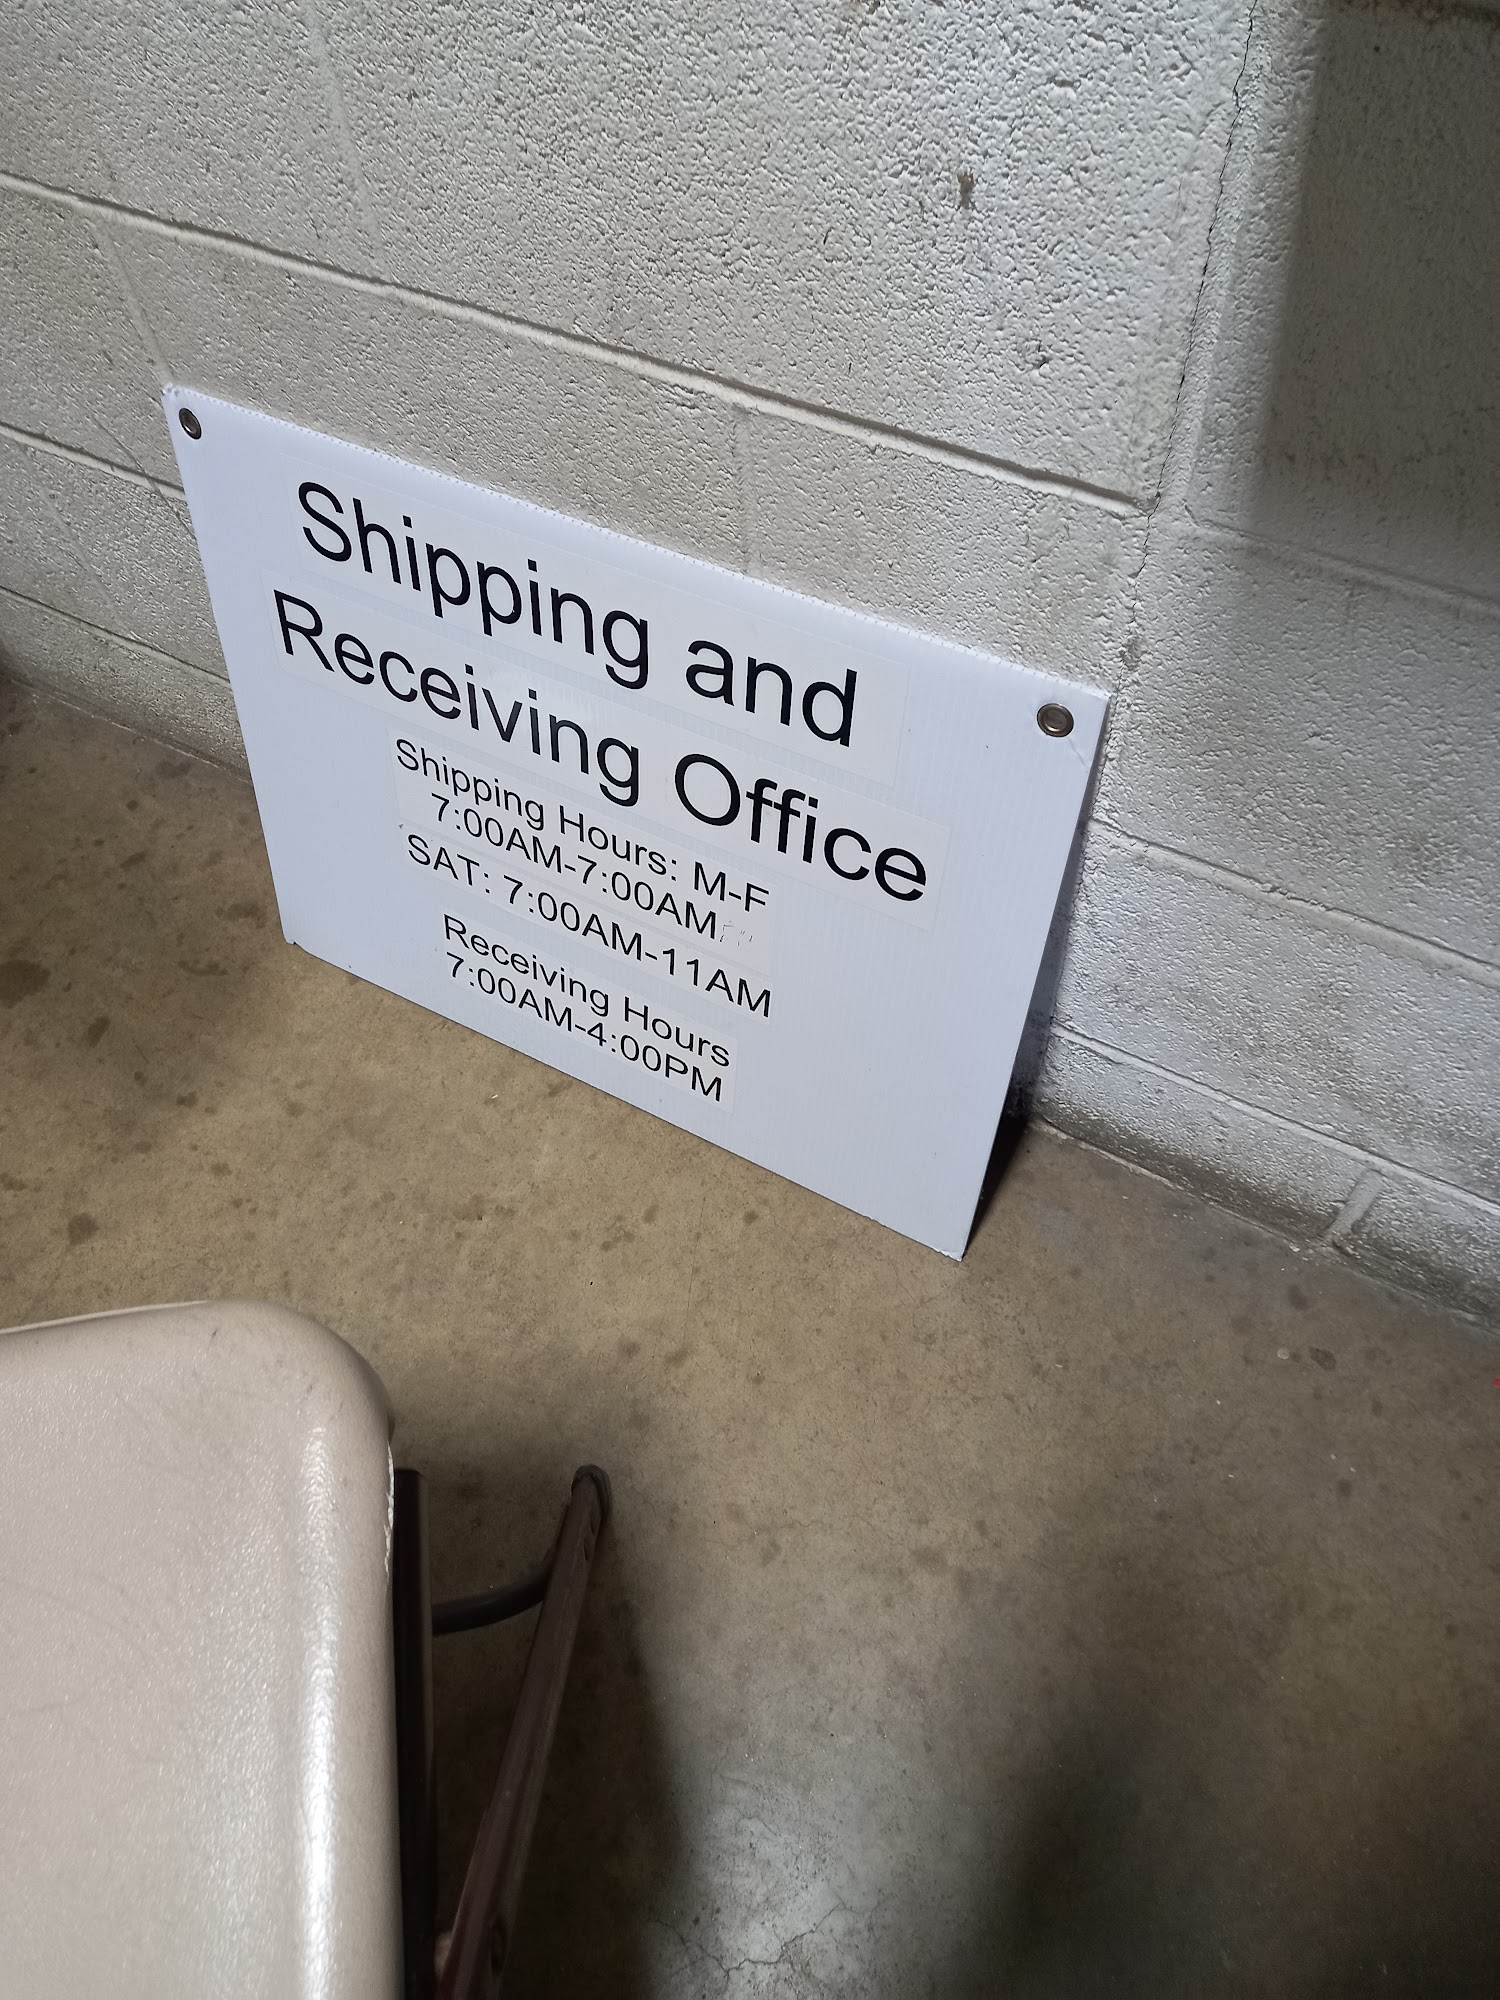 Shipping and
Receiving Office
Shipping Hours: M-F
7:00AM-7:00AM
SAT: 7:00AM-11AM
Receiving Hours
7:00AM-4:00PM